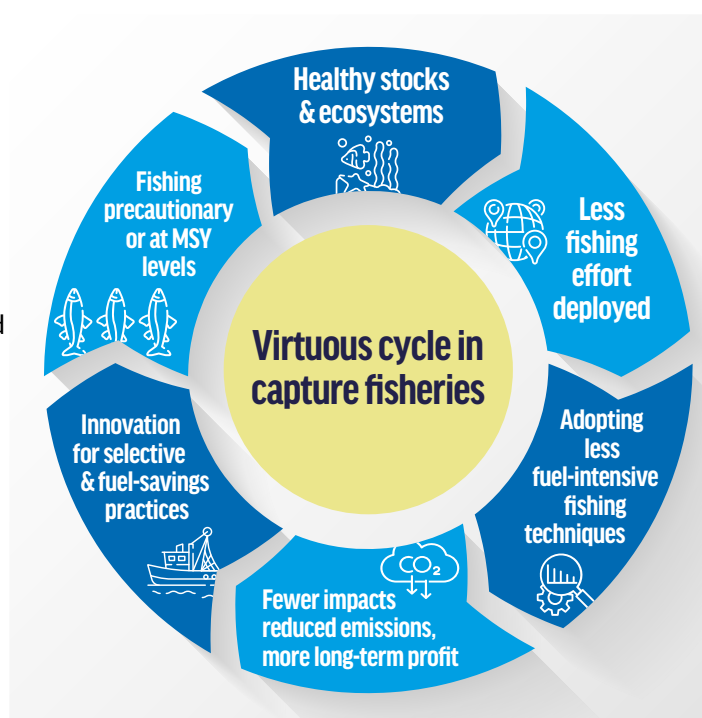 Healthy stocks
& ecosystems
Less
fishing
effort
deployed
Adopting
less
fuel-intensive
fishing
techniques
CO2
Fewer impacts
reduced emissions,
more long-term profit
Innovation
for selective
& fuel-savings
practices
Fishing
precautionary
or at MSY
levels
Virtuous cycle in
capture fisheries
d